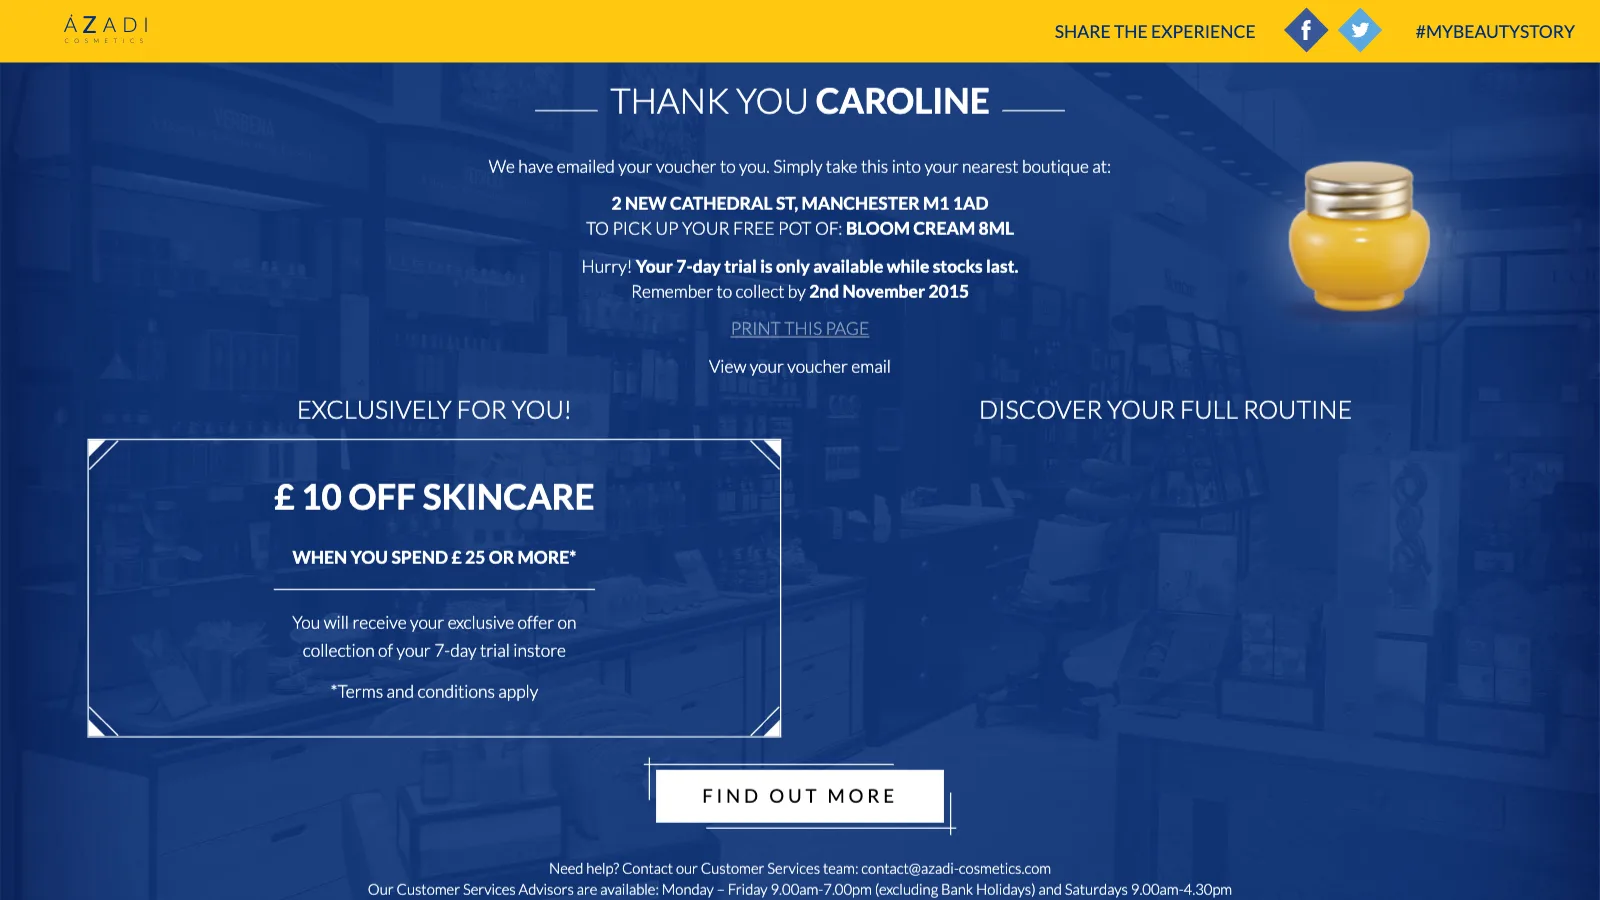 ÁZADI
COSMETICS
SHARE THE EXPERIENCE
#MYBEAUTYSTORY
THANK YOU CAROLINE
We have emailed your voucher to you. Simply take this into your nearest boutique at:
2 NEW CATHEDRAL ST, MANCHESTER M1 1AD
TO PICK UP YOUR FREE POT OF: BLOOM CREAM 8ML
Hurry! Your 7-day trial is only available while stocks last.
Remember to collect by 2nd November 2015
PRINT THIS PAGE
View your voucher email
EXCLUSIVELY FOR YOU!
£ 10 OFF SKINCARE
WHEN YOU SPEND £ 25 OR MORE*
You will receive your exclusive offer on
collection of your 7-day trial instore
*Terms and conditions apply
DISCOVER YOUR FULL ROUTINE
FIND OUT MORE
Need help? Contact our Customer Services team: contact@azadi-cosmetics.com
Our Customer Services Advisors are available: Monday – Friday 9.00am-7.00pm (excluding Bank Holidays) and Saturdays 9.00am-4.30pm